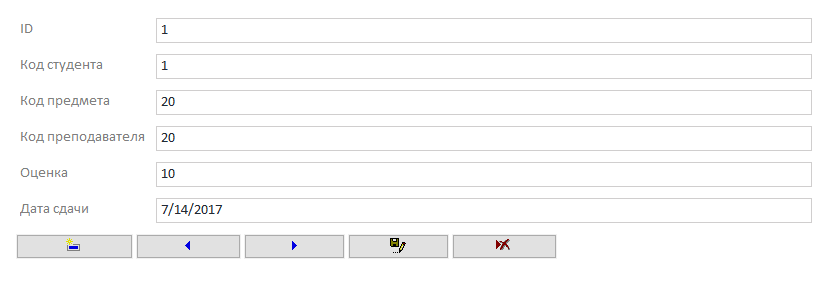 ID 1
Код студента 1
Код предмета 20
Код преподавателя 20
Оценка 10
Дата сдачи 7/14/2017